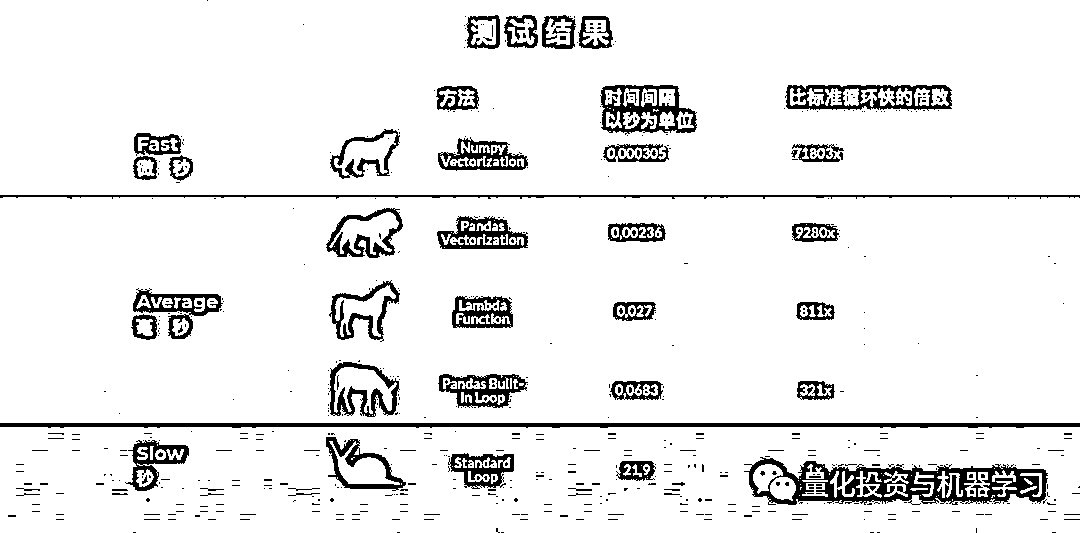 测试结果
方法
时间间隔
以秒为单位
比标准循环快的倍数
Fast
微 秒
Numpy
Vectorization
0,000305
71803x
Pandas
Vectorization
0,00236
9280x
Average
毫 秒
Lambda
Function
0,027
811x
Pandas Built-
In Loop
0,0683
321x
Slow
秒
Standard
Loop
21,9
量化投资与机器学习